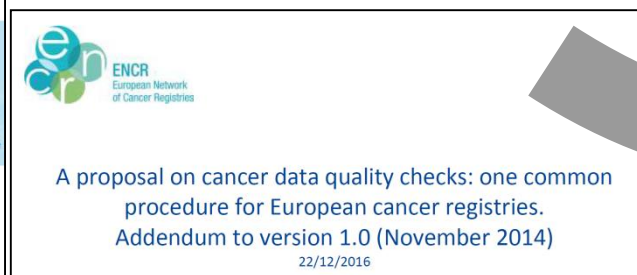 encr
ENCR
European Network
of Cancer Registries
A proposal on cancer data quality checks: one common
procedure for European cancer registries.
Addendum to version 1.0 (November 2014)
22/12/2016